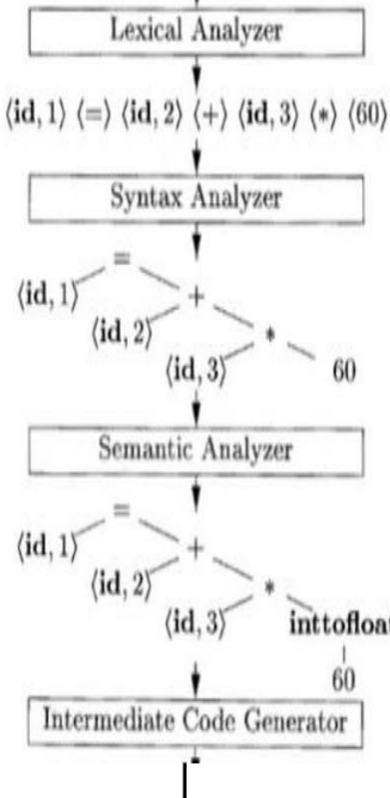 Lexical Analyzer
⟨id, 1⟩ ⟨=⟩ ⟨id, 2⟩ ⟨+⟩ ⟨id, 3⟩ ⟨*⟩ ⟨60⟩
Syntax Analyzer
=
⟨id, 1⟩
+
⟨id, 2⟩
*
⟨id, 3⟩
60
Semantic Analyzer
=
⟨id, 1⟩
+
⟨id, 2⟩
*
⟨id, 3⟩
inttofloat
60
Intermediate Code Generator